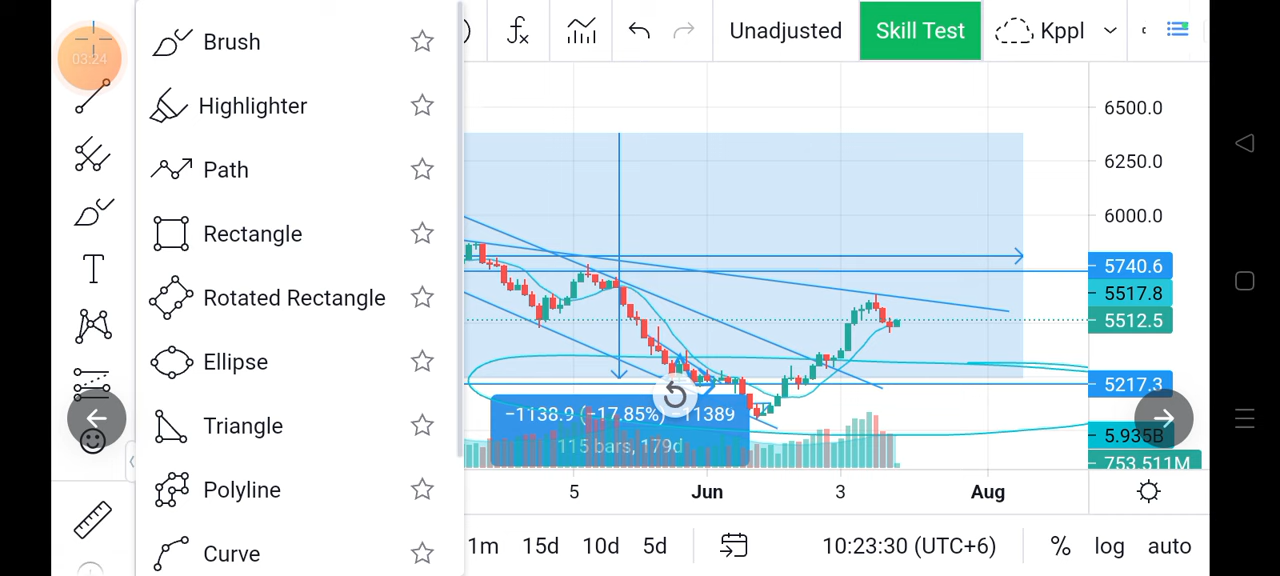 03:24
Brush
Highlighter
Path
Rectangle
Rotated Rectangle
Ellipse
Triangle
Polyline
Curve
Unadjusted
Skill Test
Kppl
6500.0
6250.0
6000.0
5740.6
5517.8
5512.5
5217.3
5.935B
753.511M
−1138.9 (−17.85%) −11389
115 bars, 179d
5
Jun
3
Aug
1m
15d
10d
5d
10:23:30 (UTC+6)
%
log
auto